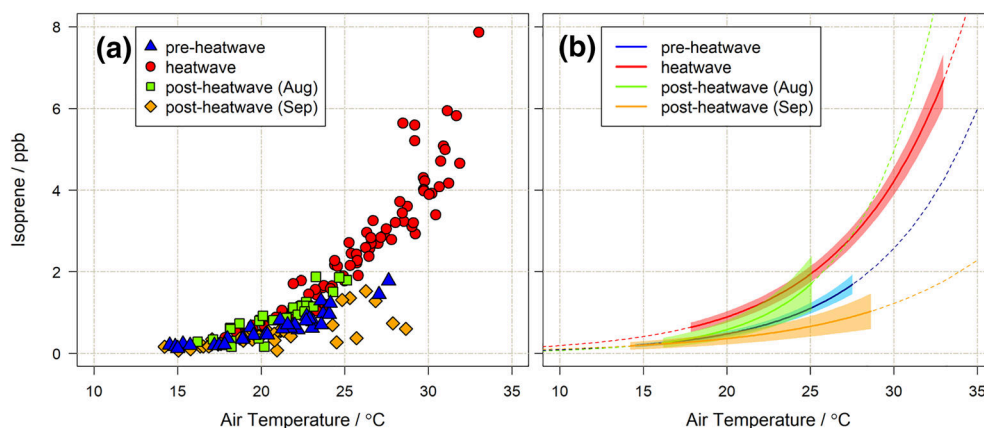 (a)
pre-heatwave
heatwave
post-heatwave (Aug)
post-heatwave (Sep)
Isoprene / ppb
8
6
4
2
0
10 15 20 25 30 35
Air Temperature / °C
(b)
pre-heatwave
heatwave
post-heatwave (Aug)
post-heatwave (Sep)
10 15 20 25 30 35
Air Temperature / °C